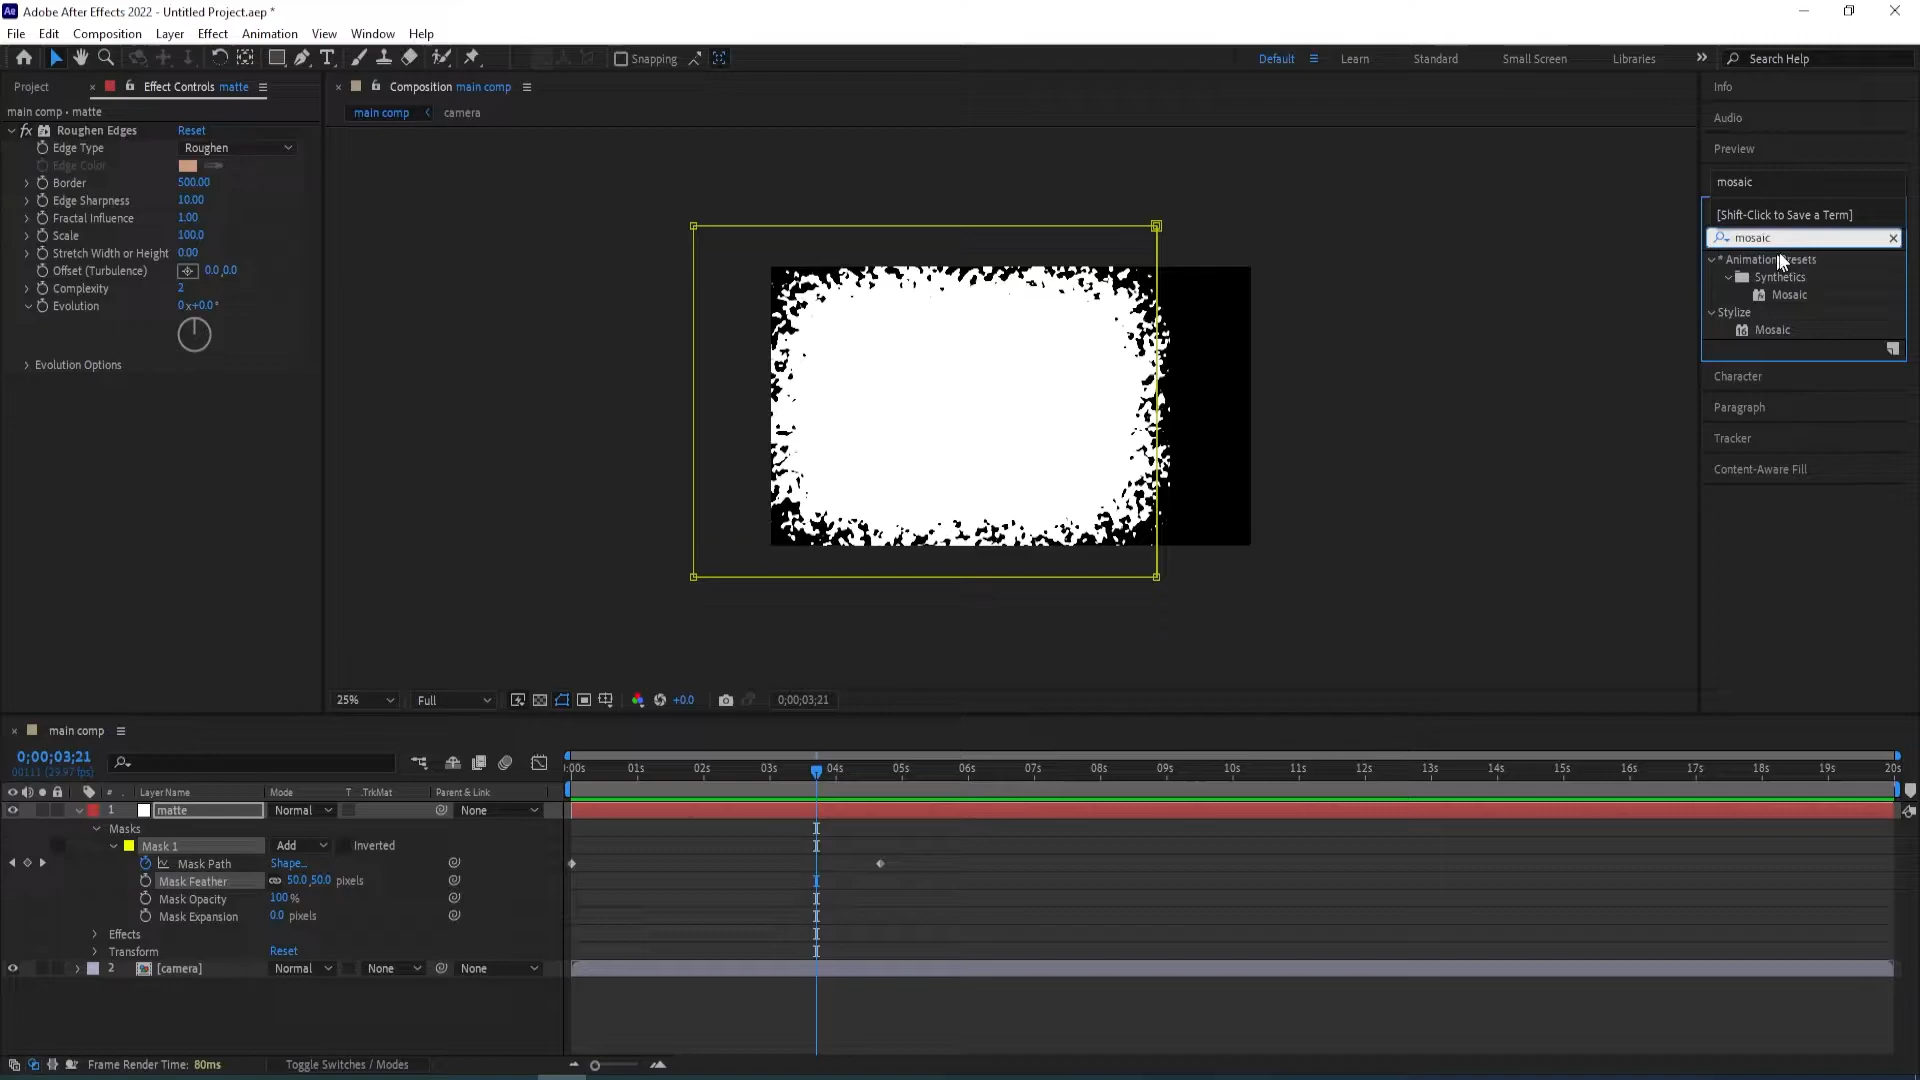 Adobe After Effects 2022 - Untitled Project.aep *
File Edit Composition Layer Effect Animation View Window Help
Snapping
Default Learn Standard Small Screen Libraries Search Help
Project
Effect Controls matte
main comp • matte
fx Roughen Edges Reset
Edge Type Roughen
Edge Color
Border 500.00
Edge Sharpness 10.00
Fractal Influence 1.00
Scale 100.0
Stretch Width or Height 0.00
Offset (Turbulence) 0.0,0.0
Complexity 2
Evolution 0x+0.0°
Evolution Options
Composition main comp
main comp camera
25% Full +0.0 0;00;03;21
Info
Audio
Preview
mosaic
[Shift-Click to Save a Term]
mosaic
* Animation Presets
Synthetics
Mosaic
Stylize
Mosaic
Character
Paragraph
Tracker
Content-Aware Fill
main comp
0;00;03;21
00111 (29.97 fps)
:00s 01s 02s 03s 04s 05s 06s 07s 08s 09s 10s 11s 12s 13s 14s 15s 16s 17s 18s 19s 20s
# Layer Name Mode T .TrkMat Parent & Link
1 matte Normal None
Masks
Mask 1 Add Inverted
Mask Path Shape...
Mask Feather 50.0,50.0 pixels
Mask Opacity 100%
Mask Expansion 0.0 pixels
Effects
Transform Reset
2 [camera] Normal None None
Frame Render Time: 80ms Toggle Switches / Modes